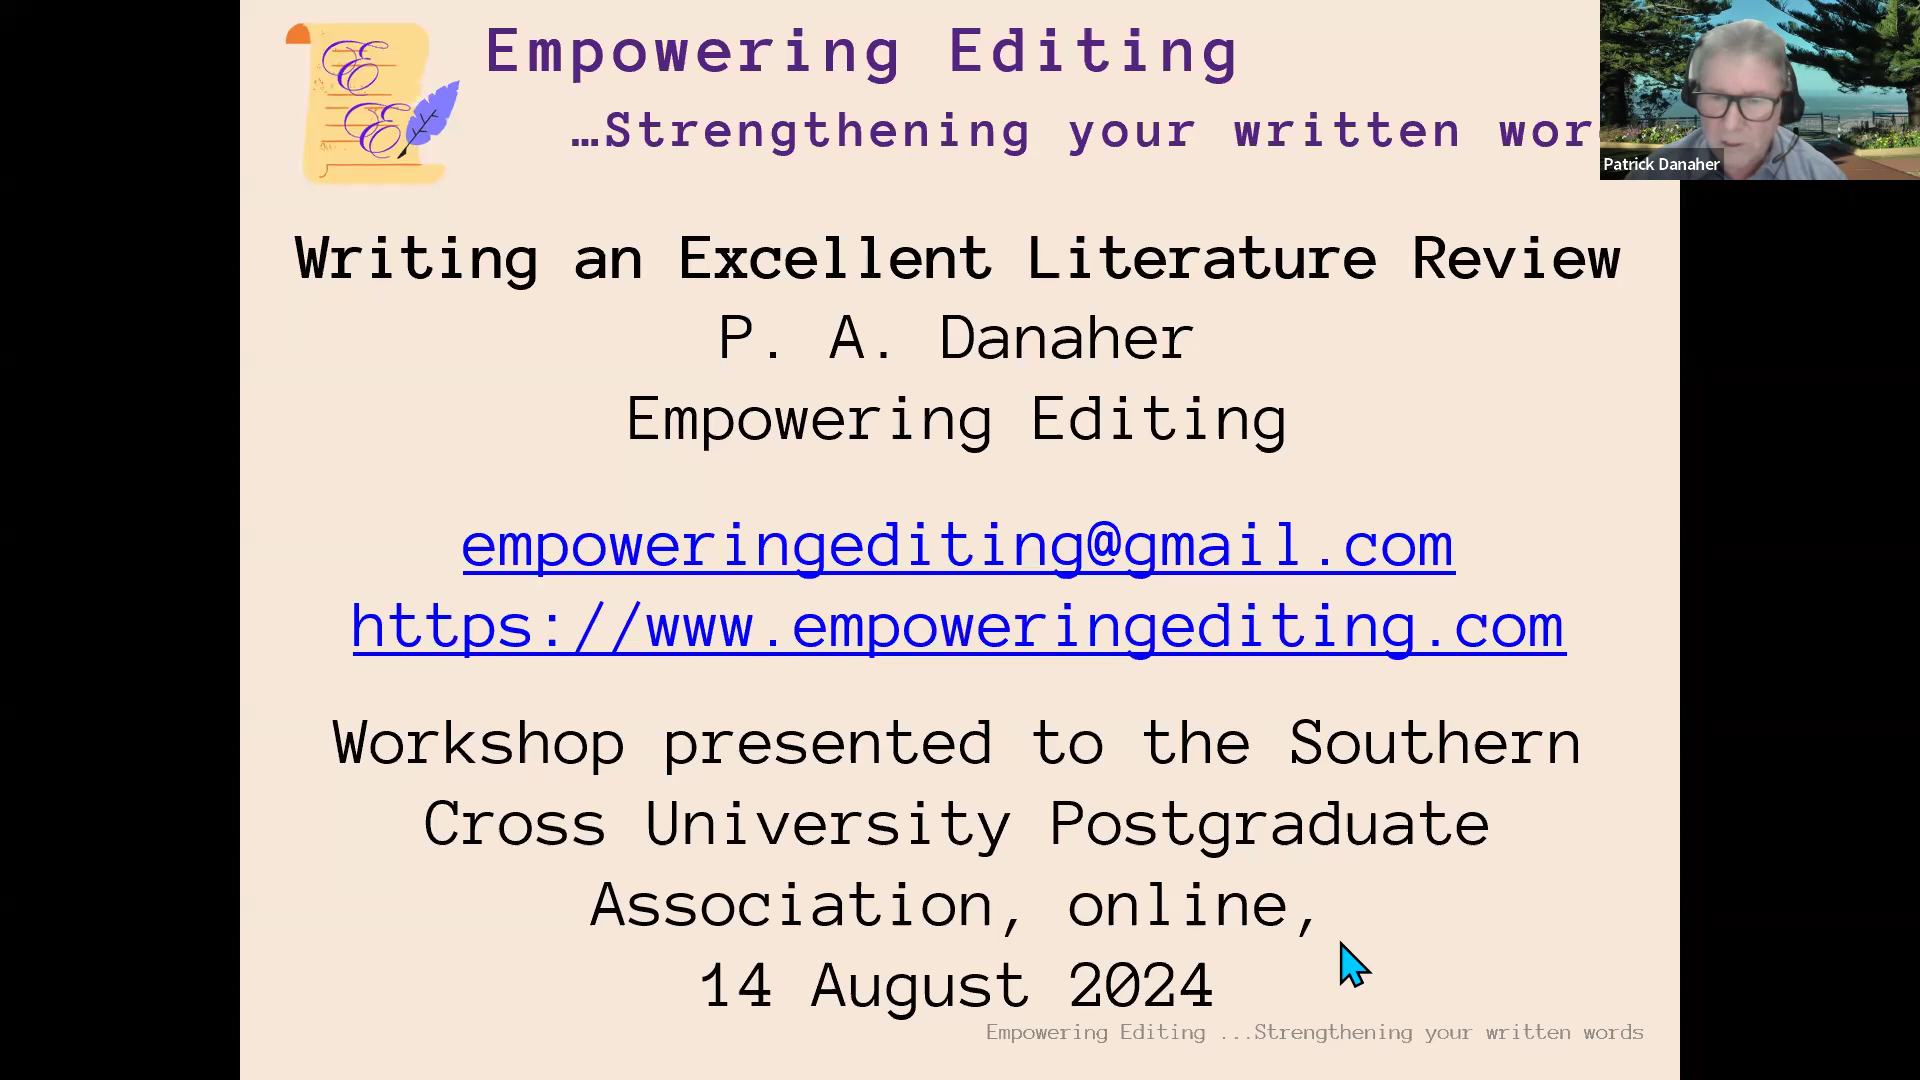 Empowering Editing
…Strengthening your written wor
Patrick Danaher
Writing an Excellent Literature Review
P. A. Danaher
Empowering Editing
empoweringediting@gmail.com
https://www.empoweringediting.com
Workshop presented to the Southern
Cross University Postgraduate
Association, online,
14 August 2024
Empowering Editing ...Strengthening your written words
E
E